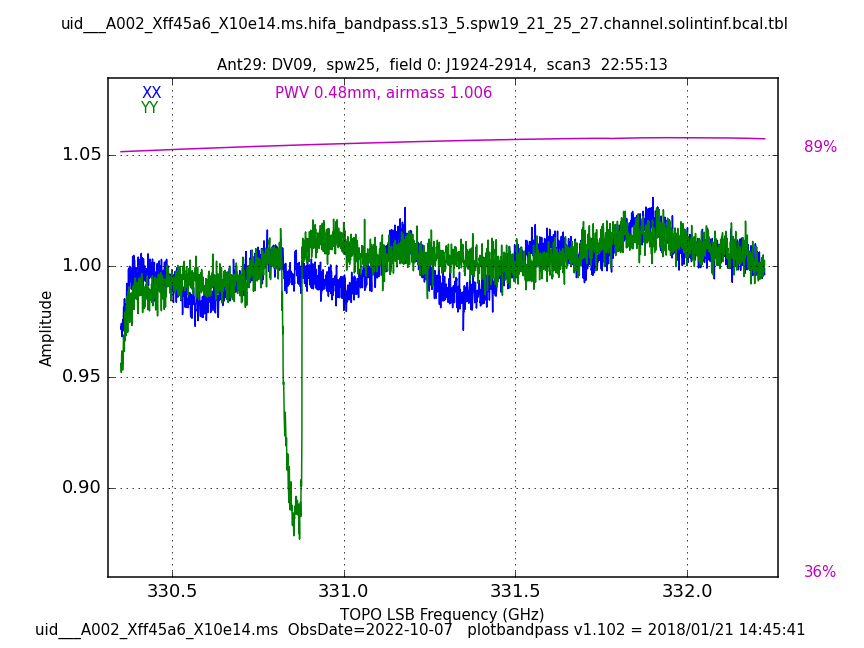 uid___A002_Xff45a6_X10e14.ms.hifa_bandpass.s13_5.spw19_21_25_27.channel.solintinf.bcal.tbl
Ant29: DV09,  spw25,  field 0: J1924-2914,  scan3  22:55:13
XX
PWV 0.48mm, airmass 1.006
YY
1.05
89%
1.00
0.95
0.90
Amplitude
36%
330.5 331.0 331.5 332.0
TOPO LSB Frequency (GHz)
uid___A002_Xff45a6_X10e14.ms  ObsDate=2022-10-07   plotbandpass v1.102 = 2018/01/21 14:45:41